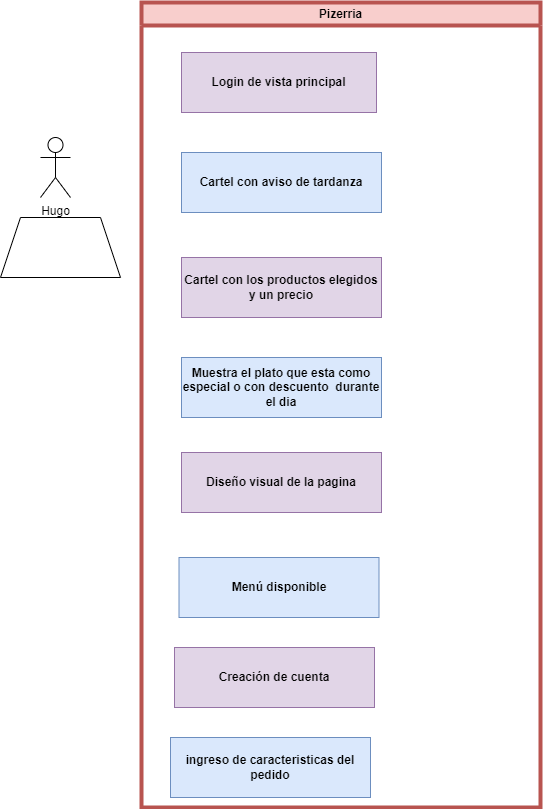 Pizerria
Login de vista principal
Cartel con aviso de tardanza
Hugo
Cartel con los productos elegidos
y un precio
Muestra el plato que esta como
especial o con descuento durante
el dia
Diseño visual de la pagina
Menú disponible
Creación de cuenta
ingreso de caracteristicas del
pedido